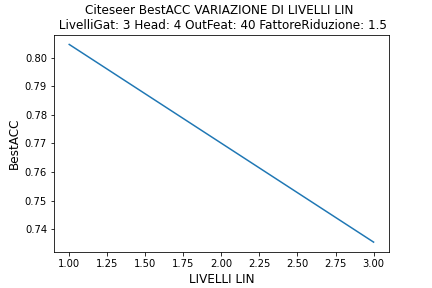 Citeseer BestACC VARIAZIONE DI LIVELLI LIN
LivelliGat: 3 Head: 4 OutFeat: 40 FattoreRiduzione: 1.5
BestACC
0.80
0.79
0.78
0.77
0.76
0.75
0.74
1.00 1.25 1.50 1.75 2.00 2.25 2.50 2.75 3.00
LIVELLI LIN